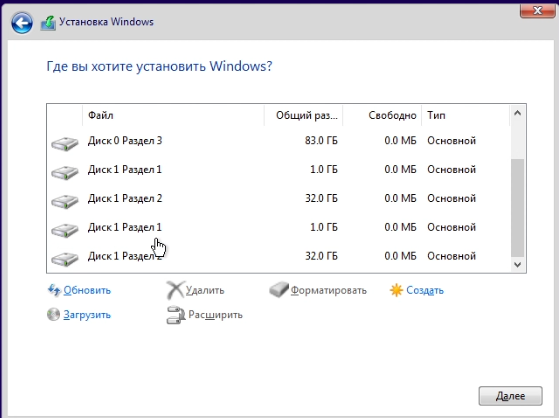 Установка Windows
Где вы хотите установить Windows?
Файл Общий раз... Свободно Тип
Диск 0 Раздел 3 83.0 ГБ 0.0 МБ Основной
Диск 1 Раздел 1 1.0 ГБ 0.0 МБ Основной
Диск 1 Раздел 2 32.0 ГБ 0.0 МБ Основной
Диск 1 Раздел 1 1.0 ГБ 0.0 МБ Основной
Диск 1 Раздел 2 32.0 ГБ 0.0 МБ Основной
Обновить Удалить Форматировать Создать
Загрузить Расширить
Далее